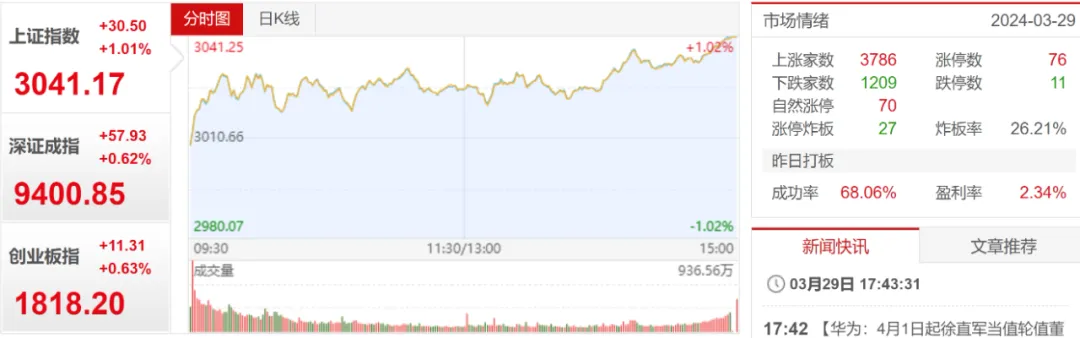 上证指数
+30.50
+1.01%
3041.17
深证成指
+57.93
+0.62%
9400.85
创业板指
+11.31
+0.63%
1818.20
分时图 日K线
3041.25 +1.02%
3010.66
2980.07 -1.02%
09:30 11:30/13:00 15:00
成交量 936.56万
市场情绪 2024-03-29
上涨家数 3786 涨停数 76
下跌家数 1209 跌停数 11
自然涨停 70
涨停炸板 27 炸板率 26.21%
昨日打板
成功率 68.06% 盈利率 2.34%
新闻快讯 文章推荐
03月29日 17:43:31
17:42 【华为：4月1日起徐直军当值轮值董